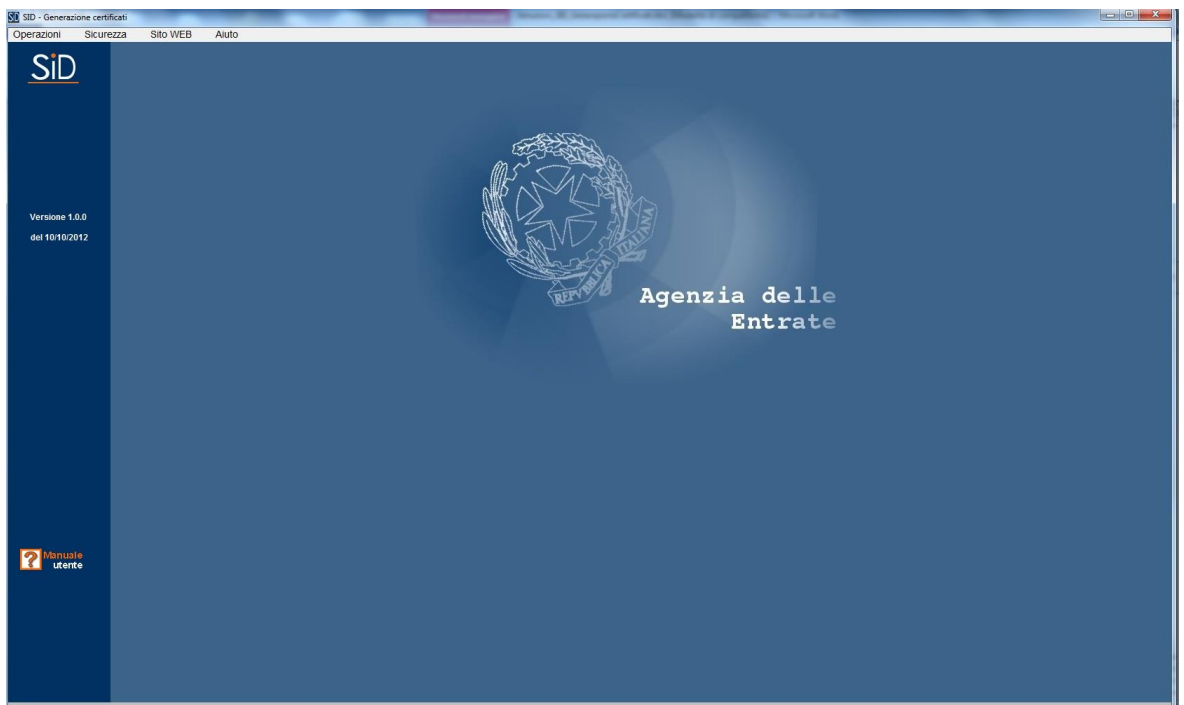 SID - Generazione certificati
Operazioni Sicurezza Sito WEB Aiuto
SiD
Versione 1.0.0
del 10/10/2012
REPVBBLICA ITALIANA
Agenzia delle
Entrate
Manuale
utente